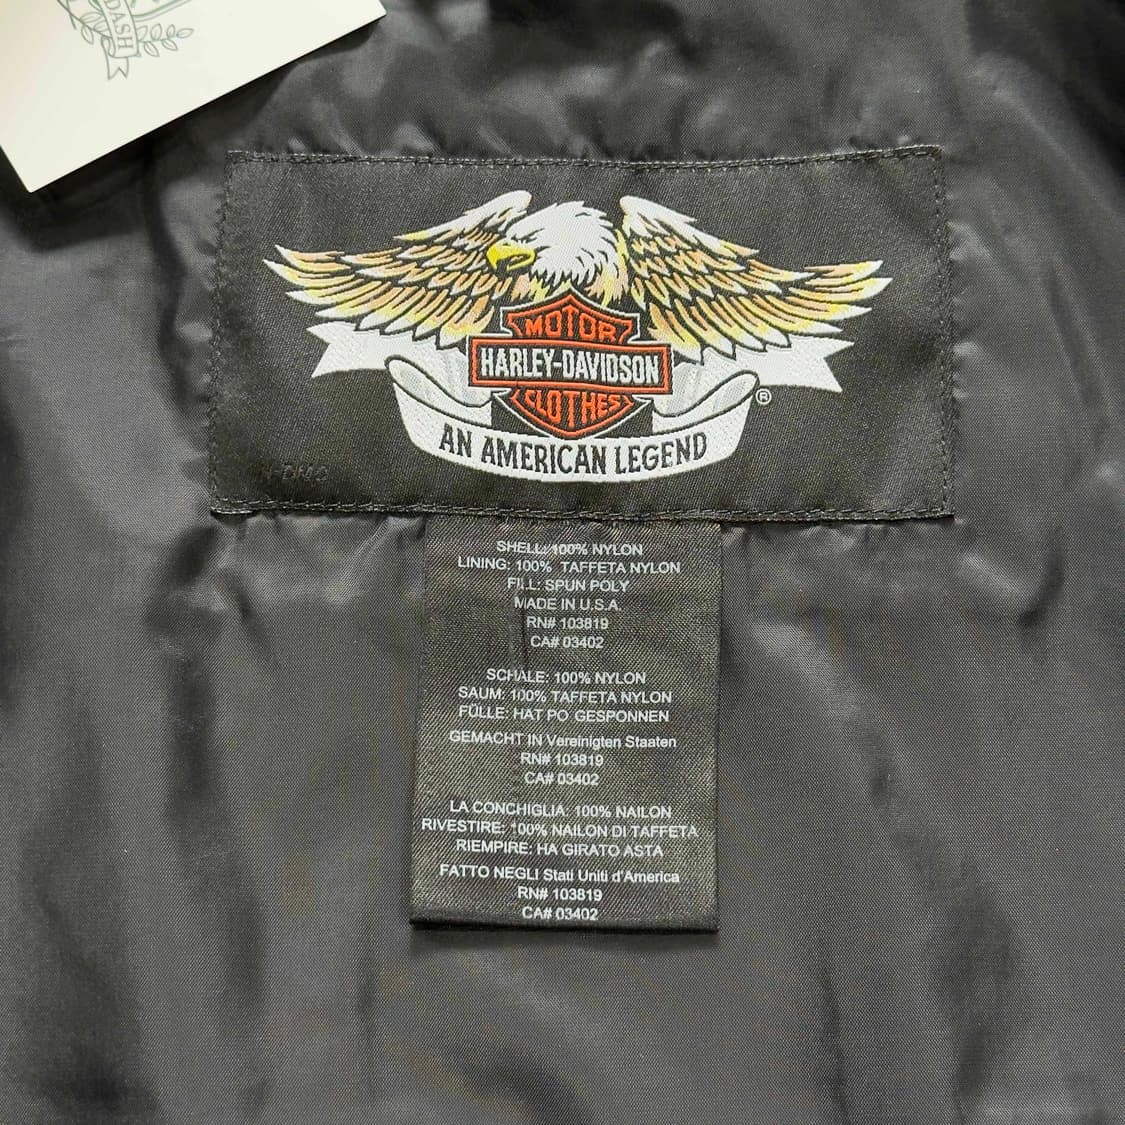 DASH
MOTOR
HARLEY-DAVIDSON
CLOTHES
®
AN AMERICAN LEGEND
SHELL: 100% NYLON
LINING: 100% TAFFETA NYLON
FILL: SPUN POLY
MADE IN U.S.A.
RN# 103819
CA# 03402
SCHALE: 100% NYLON
SAUM: 100% TAFFETA NYLON
FÜLLE: HAT PO GESPONNEN
GEMACHT IN Vereinigten Staaten
RN# 103819
CA# 03402
LA CONCHIGLIA: 100% NAILON
RIVESTIRE: 100% NAILON DI TAFFETA
RIEMPIRE: HA GIRATO ASTA
FATTO NEGLI Stati Uniti d'America
RN# 103819
CA# 03402